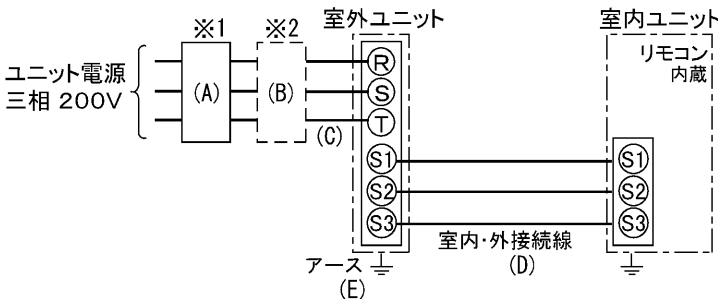 ※1
※2
室外ユニット
室内ユニット
ユニット電源
三相 200V
(A)
(B)
(C)
R
S
T
リモコン
内蔵
S1
S2
S3
S1
S2
S3
室内・外接続線
(D)
アース
(E)